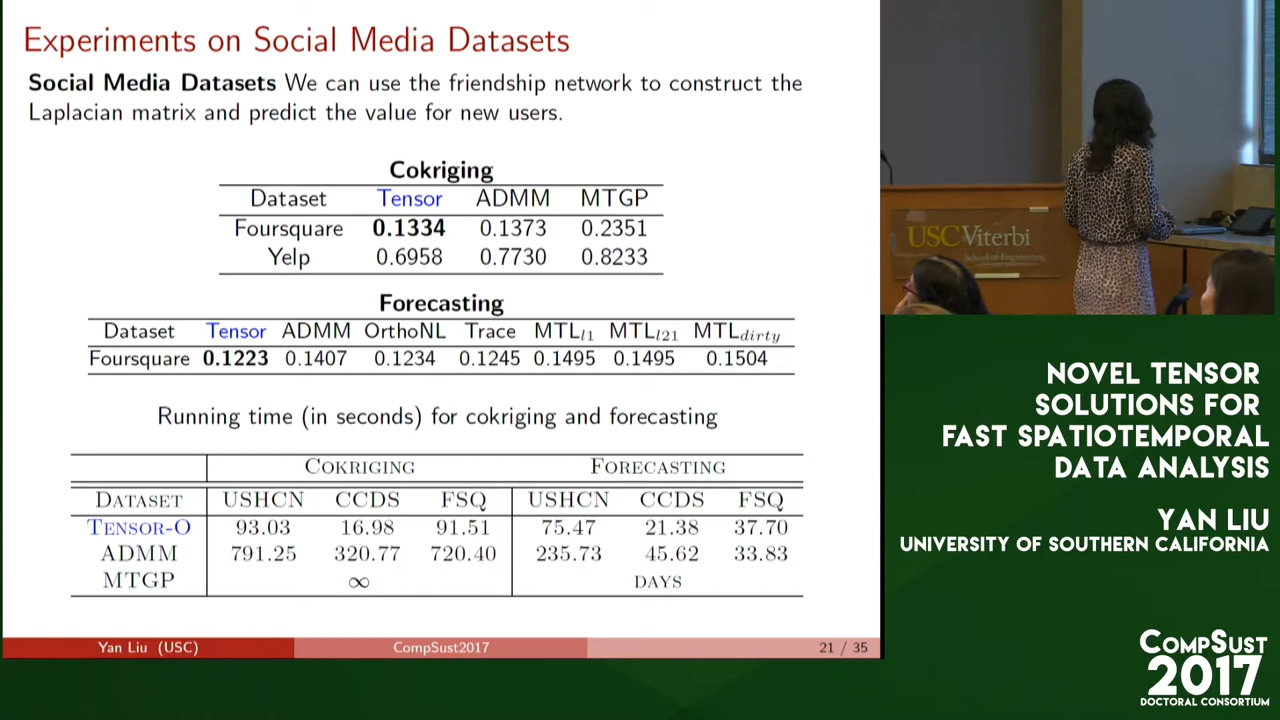 Experiments on Social Media Datasets
Social Media Datasets We can use the friendship network to construct the
Laplacian matrix and predict the value for new users.
Cokriging
Dataset Tensor ADMM MTGP
Foursquare 0.1334 0.1373 0.2351
Yelp 0.6958 0.7730 0.8233
Forecasting
Dataset Tensor ADMM OrthoNL Trace MTLl1 MTLl21 MTLdirty
Foursquare 0.1223 0.1407 0.1234 0.1245 0.1495 0.1495 0.1504
Running time (in seconds) for cokriging and forecasting
COKRIGING FORECASTING
DATASET USHCN CCDS FSQ USHCN CCDS FSQ
TENSOR-O 93.03 16.98 91.51 75.47 21.38 37.70
ADMM 791.25 320.77 720.40 235.73 45.62 33.83
MTGP ∞ DAYS
Yan Liu (USC) CompSust2017 21 / 35
USC Viterbi
School of Engineering
NOVEL TENSOR
SOLUTIONS FOR
FAST SPATIOTEMPORAL
DATA ANALYSIS
YAN LIU
UNIVERSITY OF SOUTHERN CALIFORNIA
COMPSUST
2017
DOCTORAL CONSORTIUM